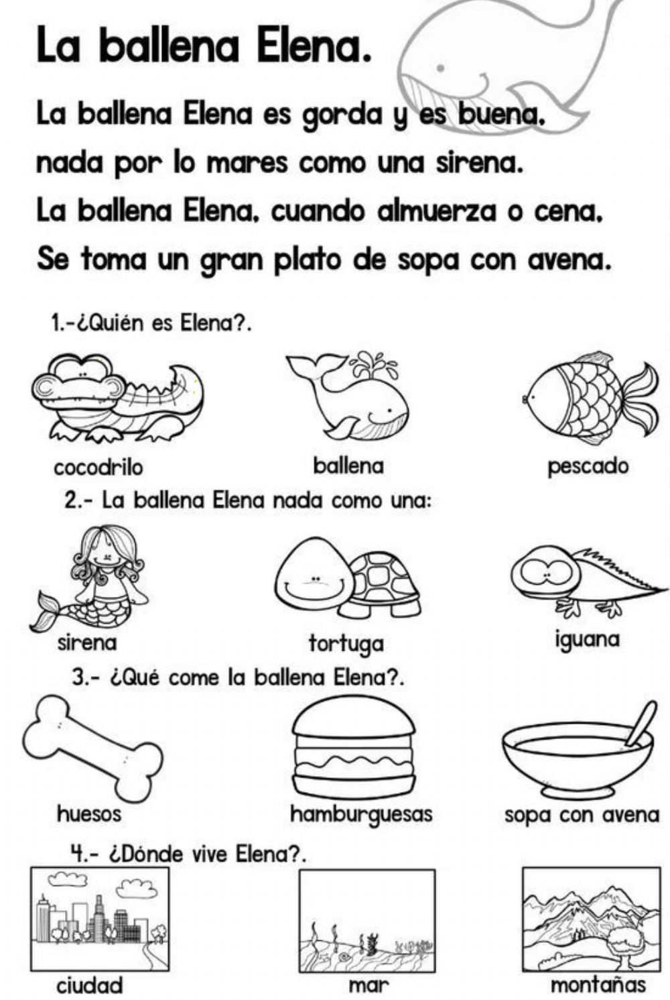 La ballena Elena.
La ballena Elena es gorda y es buena,
nada por lo mares como una sirena.
La ballena Elena, cuando almuerza o cena,
Se toma un gran plato de sopa con avena.
1.-¿Quién es Elena?.
cocodrilo ballena pescado
2.- La ballena Elena nada como una:
sirena tortuga iguana
3.- ¿Qué come la ballena Elena?.
huesos hamburguesas sopa con avena
4.- ¿Dónde vive Elena?.
ciudad mar montañas